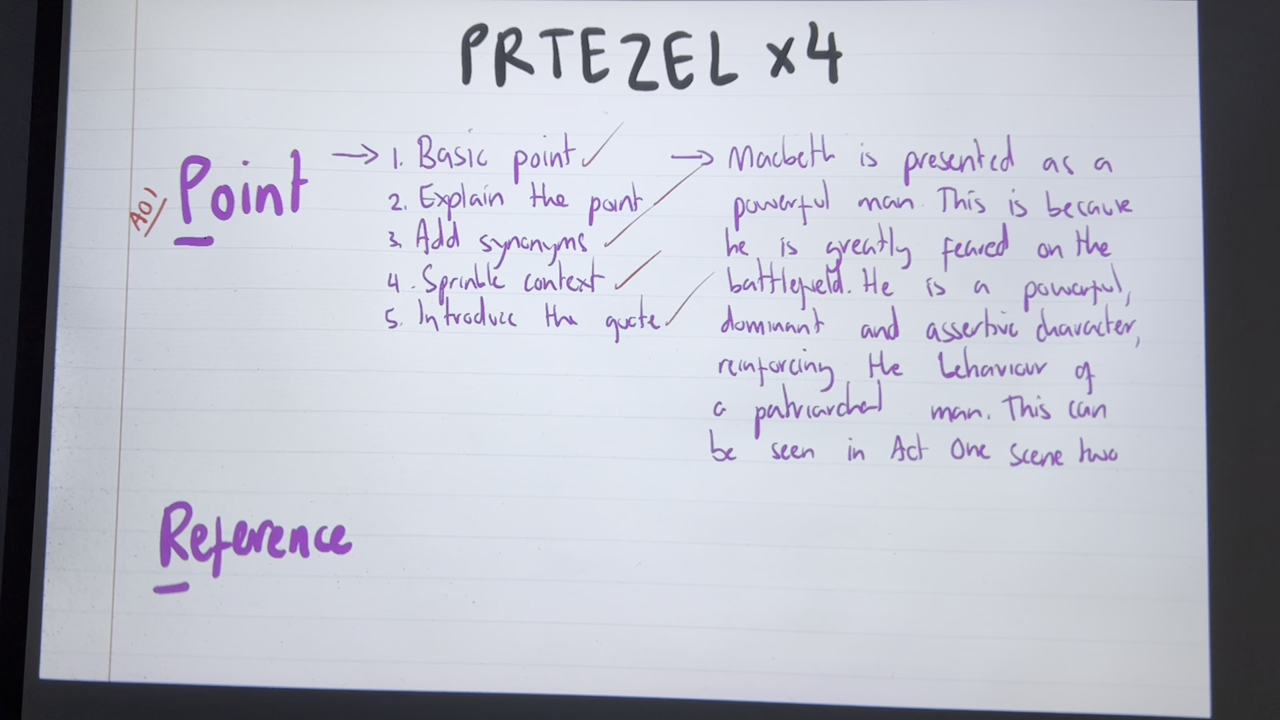 PRTEZEL x4
AO1
Point
→ 1. Basic point ✓
2. Explain the point
3. Add synonyms
4. Sprinkle context ✓
5. Introduce the quote ✓
→ Macbeth is presented as a
powerful man. This is because
he is greatly feared on the
battlefield. He is a powerful,
dominant and assertive character,
reinforcing the behaviour of
a patriarchal man. This can
be seen in Act One scene two
Reference